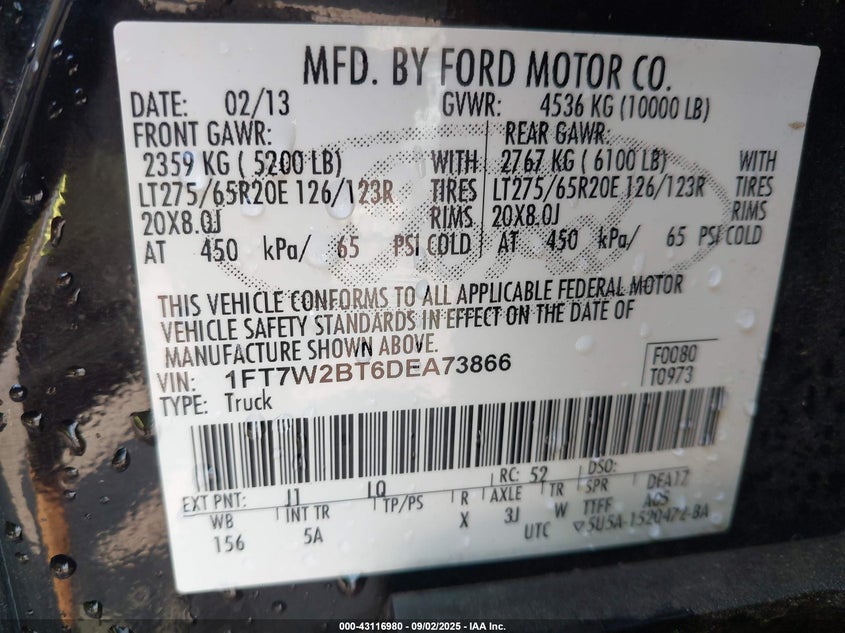 MFD. BY FORD MOTOR CO.
DATE: 02/13 GVWR: 4536 KG (10000 LB)
FRONT GAWR: REAR GAWR:
2359 KG ( 5200 LB) WITH 2767 KG ( 6100 LB) WITH
LT275/65R20E 126/123R TIRES LT275/65R20E 126/123R TIRES
20X8.0J RIMS 20X8.0J RIMS
AT 450 kPa/ 65 PSI COLD AT 450 kPa/ 65 PSI COLD
THIS VEHICLE CONFORMS TO ALL APPLICABLE FEDERAL MOTOR
VEHICLE SAFETY STANDARDS IN EFFECT ON THE DATE OF
MANUFACTURE SHOWN ABOVE.
VIN: 1FT7W2BT6DEA73866 F0080
TYPE: Truck T0973
EXT PNT: J1 LQ RC: 52 DSO:
WB INT TR TP/PS R AXLE TR SPR DEA17
156 5A X 3J W TTFF AGS
UTC 5U5A-1520472-BA
000-43116980 - 09/02/2025 - IAA Inc.